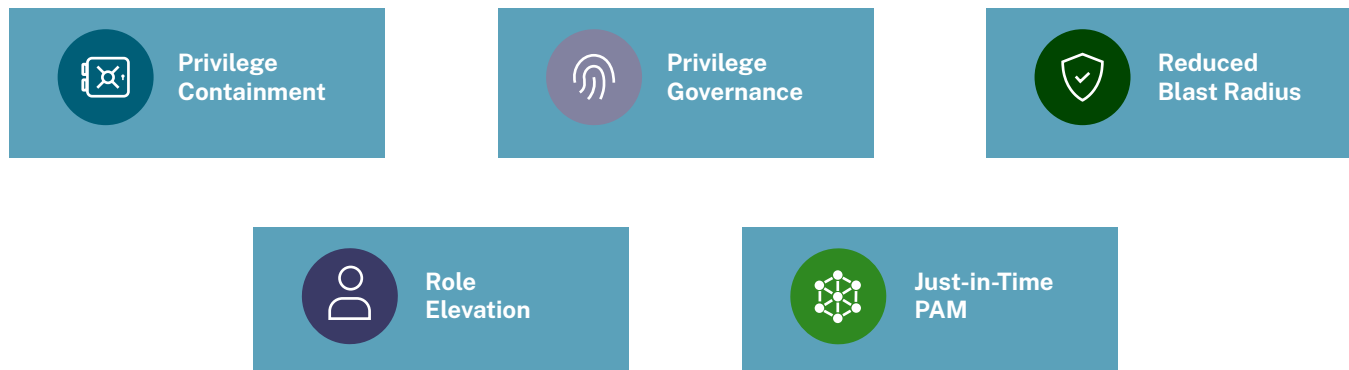 Privilege
Containment
Privilege
Governance
Reduced
Blast Radius
Role
Elevation
Just-in-Time
PAM